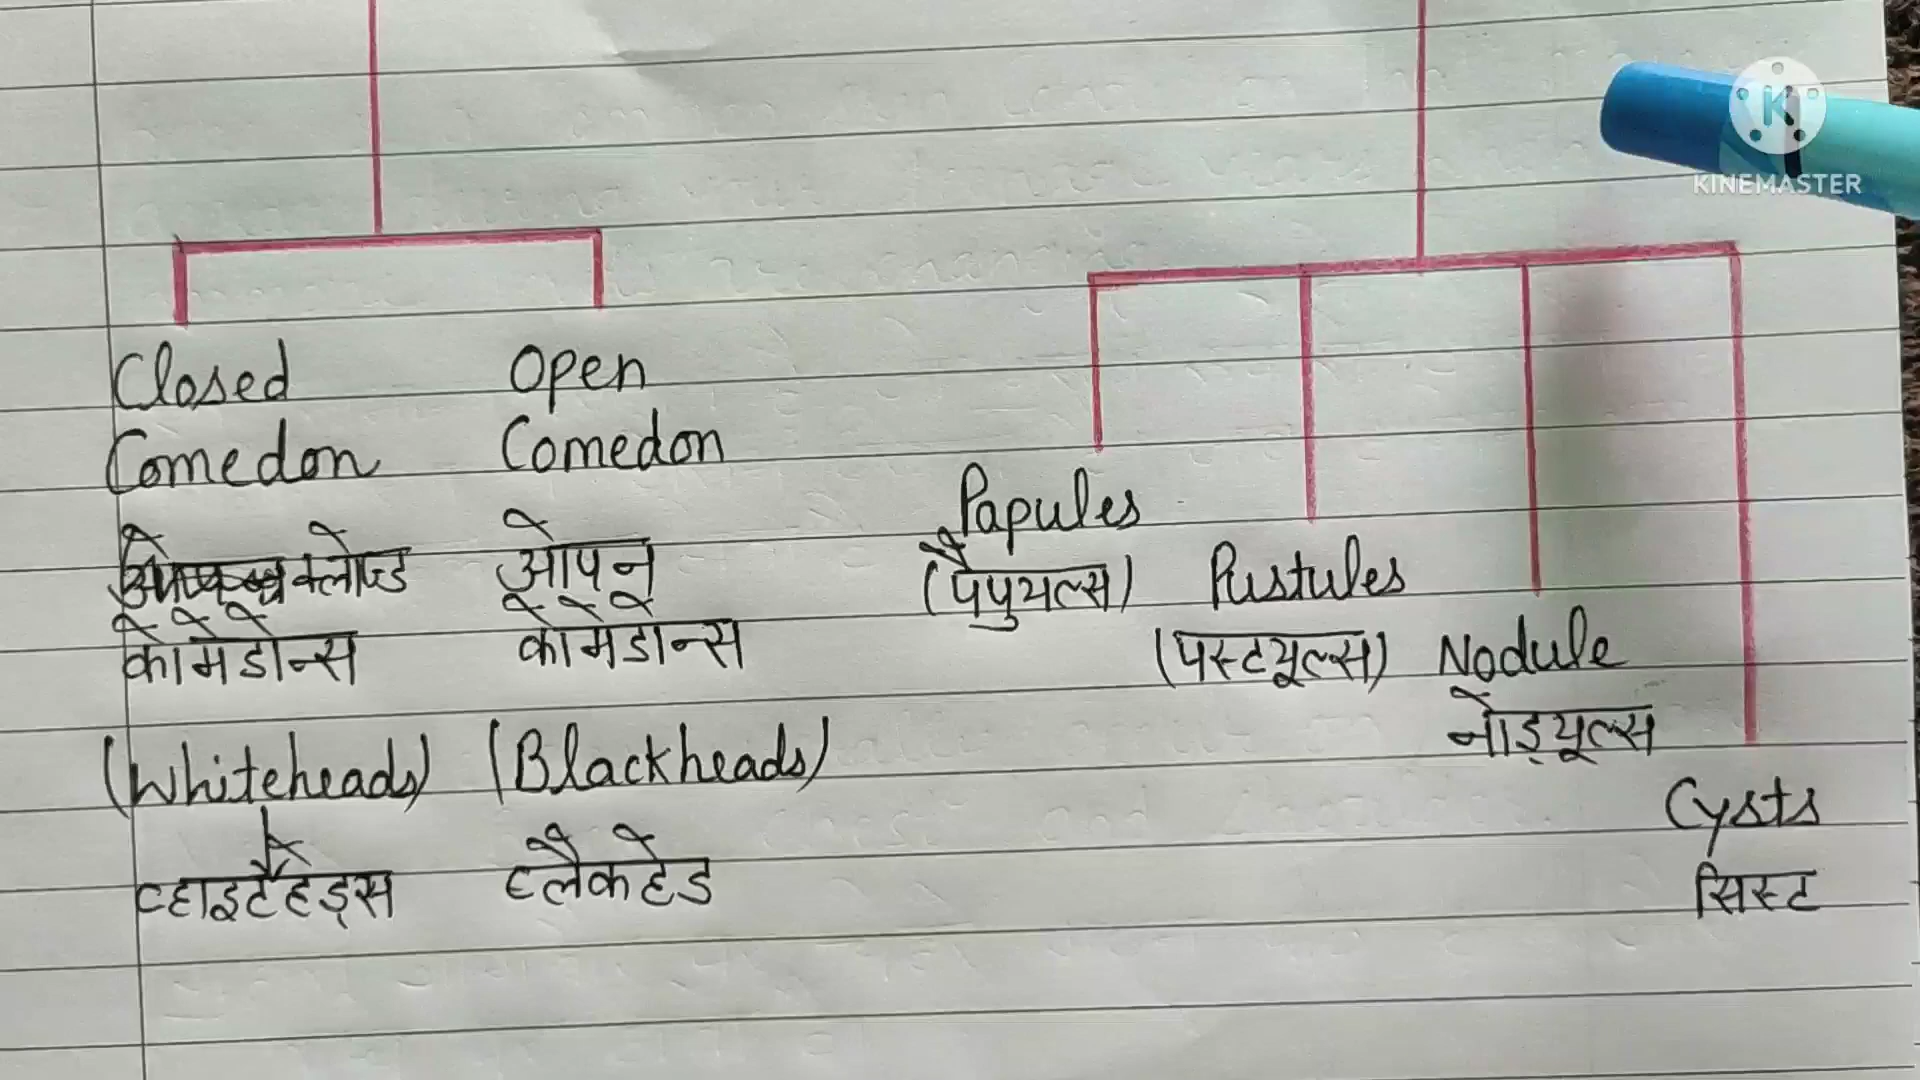 Closed
Comedon
क्लोज्ड
कोमेडोन्स
(Whiteheads)
व्हाइटहेड्स
Open
Comedon
ओपन
कोमेडोन्स
(Blackheads)
ब्लैकहेड
Papules
(पैपुयल्स)
Pustules
(पस्टयूल्स)
Nodule
नोड्यूल्स
Cysts
सिस्ट
KINEMASTER